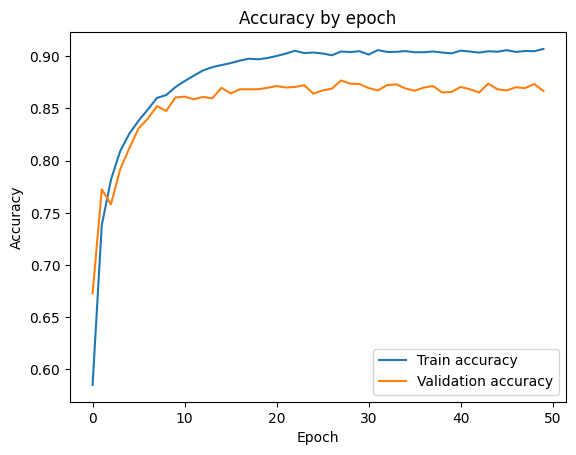 Accuracy by epoch
Accuracy
0.90
0.85
0.80
0.75
0.70
0.65
0.60
0
10
20
30
40
50
Epoch
Train accuracy
Validation accuracy